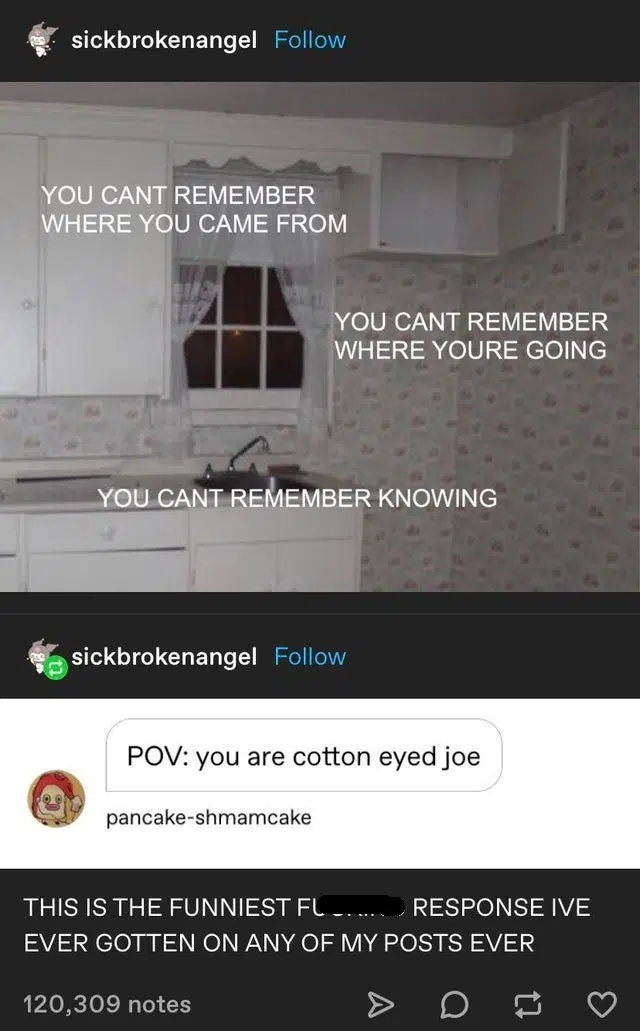 sickbrokenangel Follow
YOU CANT REMEMBER
WHERE YOU CAME FROM
YOU CANT REMEMBER
WHERE YOURE GOING
YOU CANT REMEMBER KNOWING
sickbrokenangel Follow
POV: you are cotton eyed joe
pancake-shmamcake
THIS IS THE FUNNIEST RESPONSE IVE
EVER GOTTEN ON ANY OF MY POSTS EVER
120,309 notes